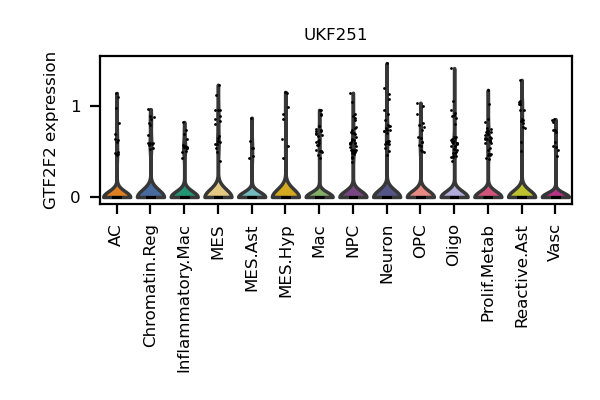 UKF251
GTF2F2 expression
1
0
AC
Chromatin.Reg
Inflammatory.Mac
MES
MES.Ast
MES.Hyp
Mac
NPC
Neuron
OPC
Oligo
Prolif.Metab
Reactive.Ast
Vasc